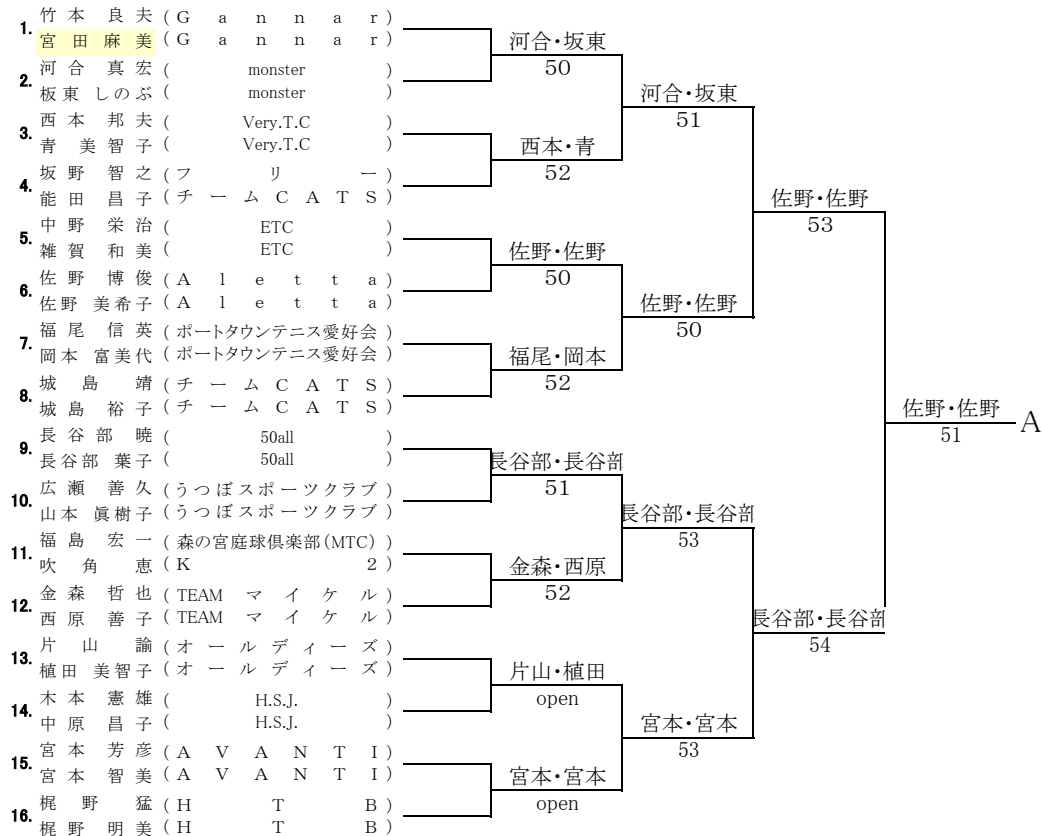 1. 竹本 良夫 (Gannar)
宮田 麻美 (Gannar)
2. 河合 真宏 (monster)
板東 しのぶ (monster)
3. 西本 邦夫 (Very.T.C)
青 美智子 (Very.T.C)
4. 坂野 智之 (フリー)
能田 昌子 (チームCATS)
5. 中野 栄治 (ETC)
雑賀 和美 (ETC)
6. 佐野 博俊 (Aletta)
佐野 美希子 (Aletta)
7. 福尾 信英 (ポートタウンテニス愛好会)
岡本 富美代 (ポートタウンテニス愛好会)
8. 城島 靖 (チームCATS)
城島 裕子 (チームCATS)
9. 長谷部 暁 (50all)
長谷部 葉子 (50all)
10. 広瀬 善久 (うつぼスポーツクラブ)
山本 眞樹子 (うつぼスポーツクラブ)
11. 福島 宏一 (森の宮庭球倶楽部(MTC))
吹角 恵 (K2)
12. 金森 哲也 (TEAM マイケル)
西原 善子 (TEAM マイケル)
13. 片山 諭 (オールディーズ)
植田 美智子 (オールディーズ)
14. 木本 憲雄 (H.S.J.)
中原 昌子 (H.S.J.)
15. 宮本 芳彦 (AVANTI)
宮本 智美 (AVANTI)
16. 梶野 猛 (HTB)
梶野 明美 (HTB)
河合・坂東
50
西本・青
52
佐野・佐野
50
福尾・岡本
52
長谷部・長谷部
51
金森・西原
52
片山・植田
open
宮本・宮本
open
河合・坂東
51
佐野・佐野
50
長谷部・長谷部
53
宮本・宮本
53
佐野・佐野
53
長谷部・長谷部
54
佐野・佐野
51
A